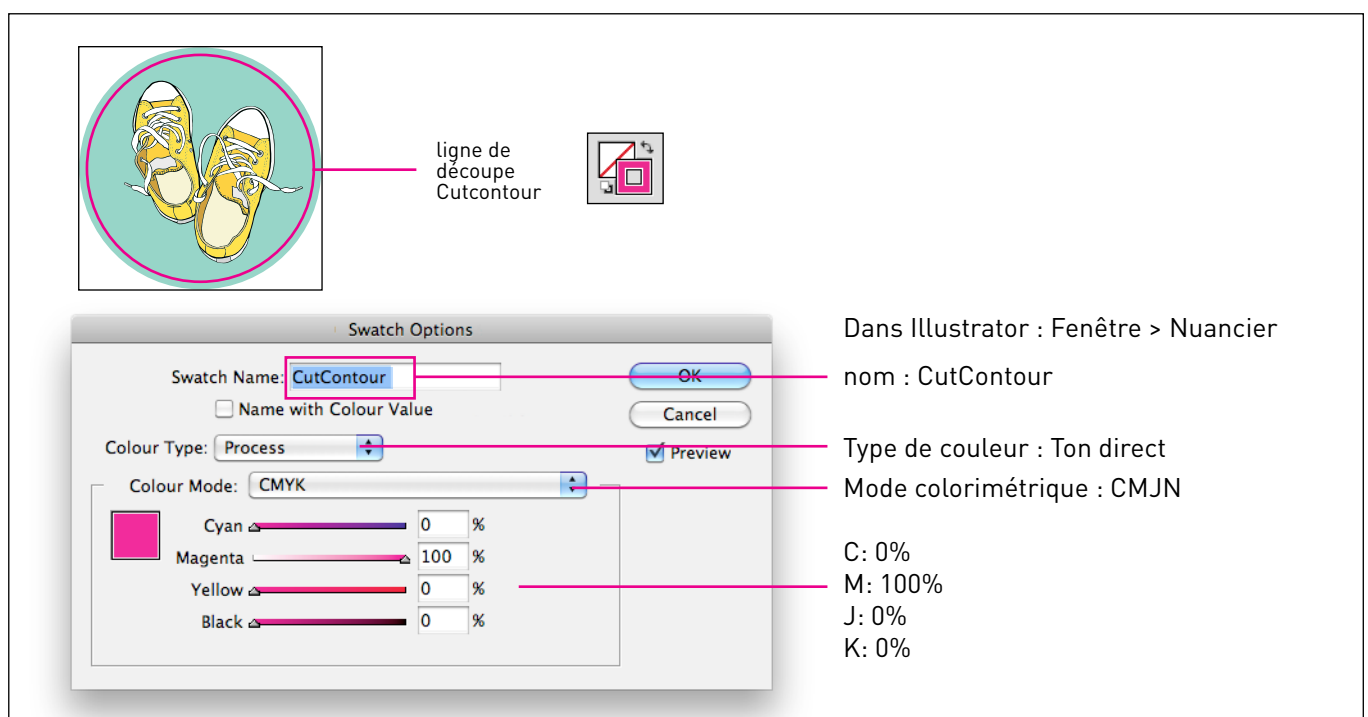 ligne de
découpe
Cutcontour
Swatch Options
Swatch Name: CutContour
Name with Colour Value
Colour Type: Process
Colour Mode: CMYK
Cyan 0 %
Magenta 100 %
Yellow 0 %
Black 0 %
OK
Cancel
Preview
Dans Illustrator : Fenêtre > Nuancier
nom : CutContour
Type de couleur : Ton direct
Mode colorimétrique : CMJN
C: 0%
M: 100%
J: 0%
K: 0%